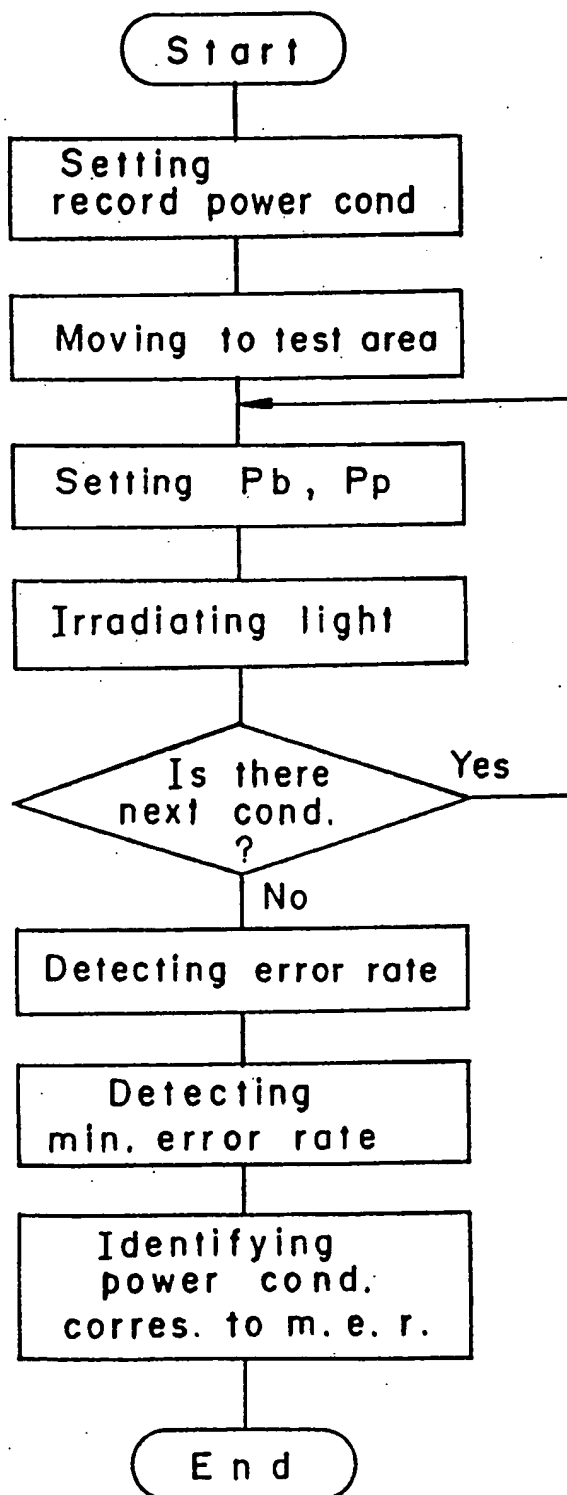 Start
Setting
record power cond
Moving to test area
Setting Pb, Pp
Irradiating light
Is there
next cond.
?
Yes
No
Detecting error rate
Detecting
min. error rate
Identifying
power cond.
corres. to m. e. r.
End